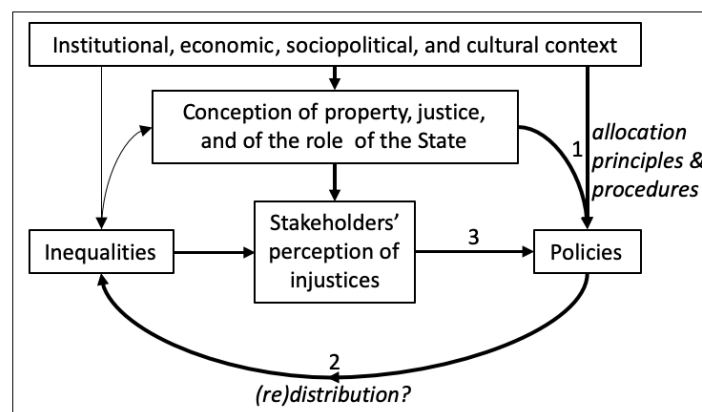 Institutional, economic, sociopolitical, and cultural context
Conception of property, justice,
and of the role of the State
1
allocation
principles &
procedures
Inequalities
Stakeholders’
perception of
injustices
3
Policies
2
(re)distribution?